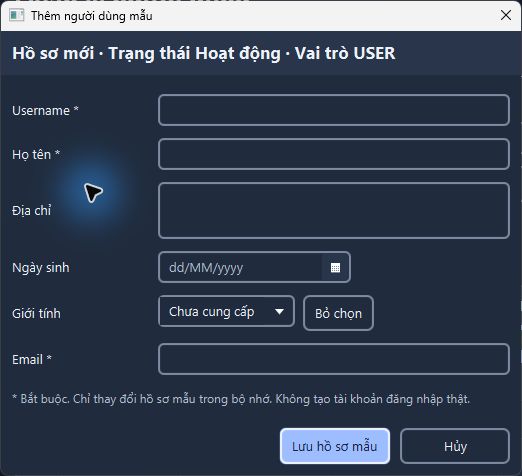 Thêm người dùng mẫu
Hồ sơ mới · Trạng thái Hoạt động · Vai trò USER
Username *
Họ tên *
Địa chỉ
Ngày sinh dd/MM/yyyy
Giới tính Chưa cung cấp Bỏ chọn
Email *
* Bắt buộc. Chỉ thay đổi hồ sơ mẫu trong bộ nhớ. Không tạo tài khoản đăng nhập thật.
Lưu hồ sơ mẫu Hủy